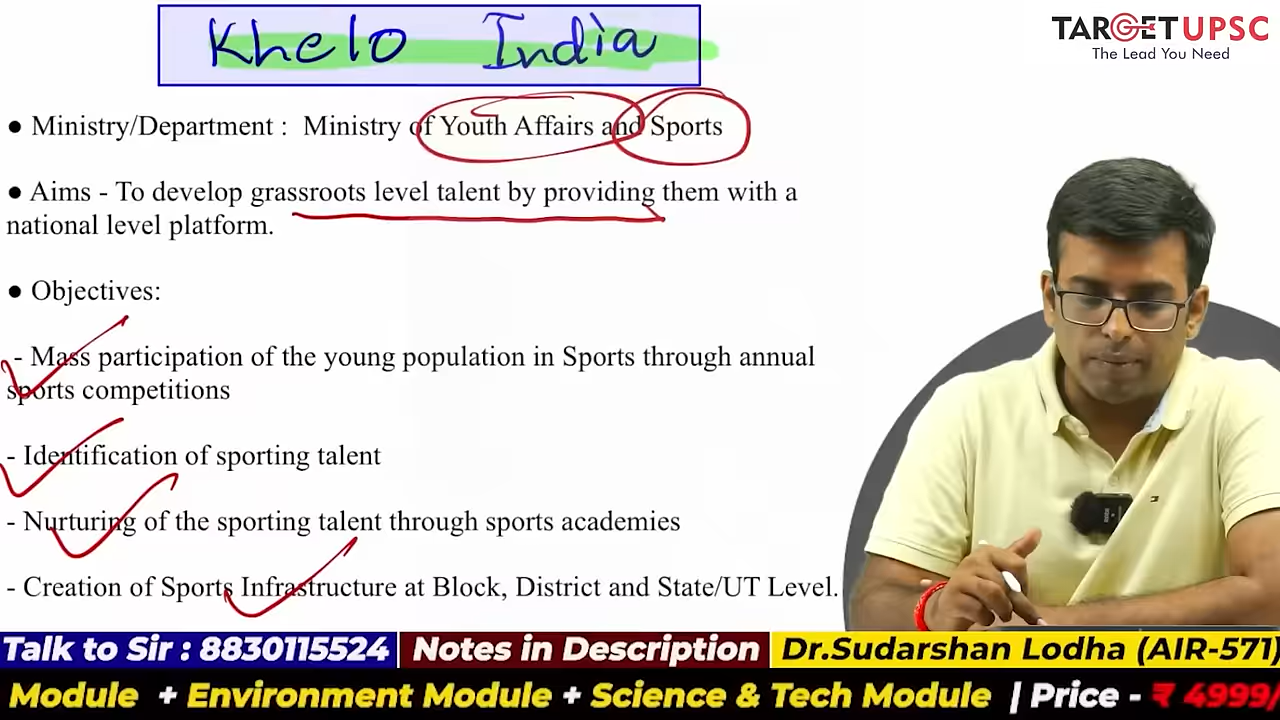 Khelo India
TARGETUPSC
The Lead You Need
● Ministry/Department : Ministry of Youth Affairs and Sports
● Aims - To develop grassroots level talent by providing them with a
national level platform.
● Objectives:
- Mass participation of the young population in Sports through annual
sports competitions
- Identification of sporting talent
- Nurturing of the sporting talent through sports academies
- Creation of Sports Infrastructure at Block, District and State/UT Level.
Talk to Sir : 8830115524 Notes in Description Dr.Sudarshan Lodha (AIR-571)
Module + Environment Module + Science & Tech Module | Price - ₹ 4999/